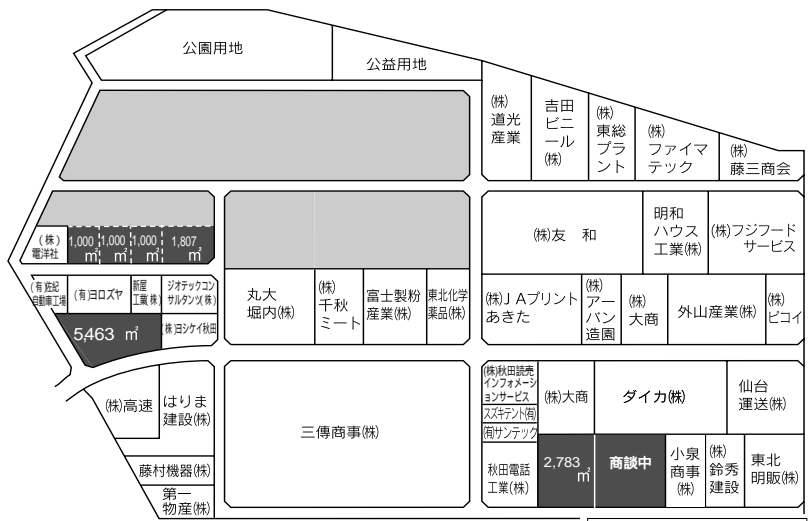 公園用地
公益用地
㈱
道光
産業
吉田
ビニ
ール
㈱
㈱
東総
プラ
ント
㈱
ファイマ
テック
㈱
藤三商会
(株)
電洋社
1,000
㎡
1,000
㎡
1,000
㎡
1,807
㎡
㈱友 和
明和
ハウス
工業㈱
㈱フジフード
サービス
(有)佐紀
自動車工場
(有)ヨロズヤ
新屋
工業(株)
ジオテックコン
サルタンツ(株)
(株)ヨシケイ秋田
5,463 ㎡
丸大
堀内㈱
㈱
千秋
ミート
富士製粉
産業㈱
東北化学
薬品㈱
㈱JAプリント
あきた
㈱
アー
バン
造園
㈱
大商
外山産業㈱
㈱
ピコイ
㈱高速
はりま
建設㈱
藤村機器㈱
第一
物産㈱
三傳商事㈱
㈱秋田読売
インフォメーシ
ョンサービス
スズキテント㈲
㈲サンテック
秋田電話
工業㈱
㈱大商
ダイカ㈱
仙台
運送㈱
2,783
㎡
商談中
小泉
商事
㈱
㈱
鈴秀
建設
東北
明販㈱